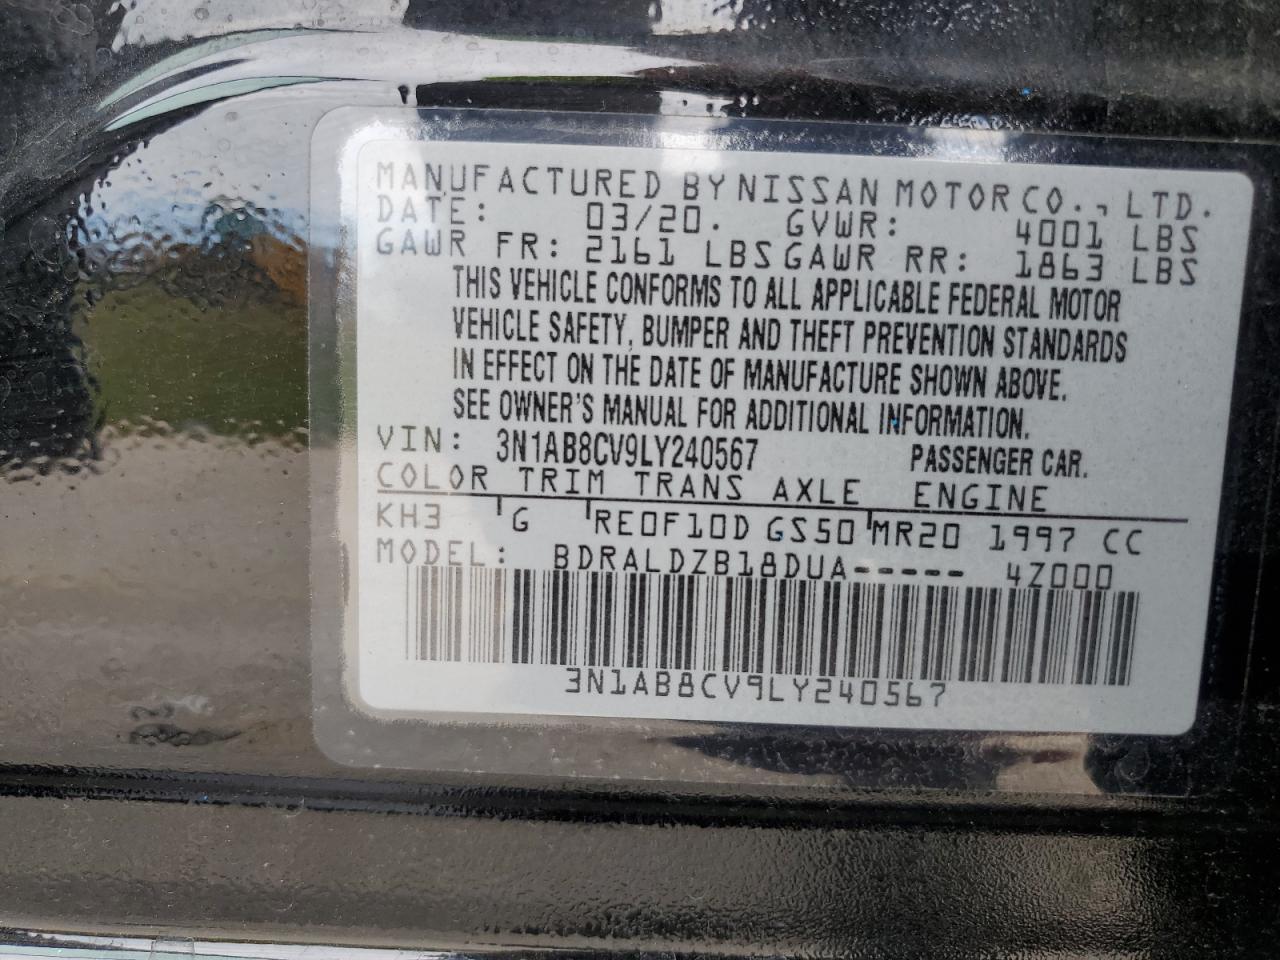 MANUFACTURED BY NISSAN MOTOR CO., LTD.
DATE: 03/20. GVWR: 4001 LBS
GAWR FR: 2161 LBS GAWR RR: 1863 LBS
THIS VEHICLE CONFORMS TO ALL APPLICABLE FEDERAL MOTOR
VEHICLE SAFETY, BUMPER AND THEFT PREVENTION STANDARDS
IN EFFECT ON THE DATE OF MANUFACTURE SHOWN ABOVE.
SEE OWNER'S MANUAL FOR ADDITIONAL INFORMATION.
VIN: 3N1AB8CV9LY240567 PASSENGER CAR.
COLOR TRIM TRANS AXLE ENGINE
KH3 G RE0F10D GS50 MR20 1997 CC
MODEL: BDRALDZB18DUA----- 4Z000
3N1AB8CV9LY240567